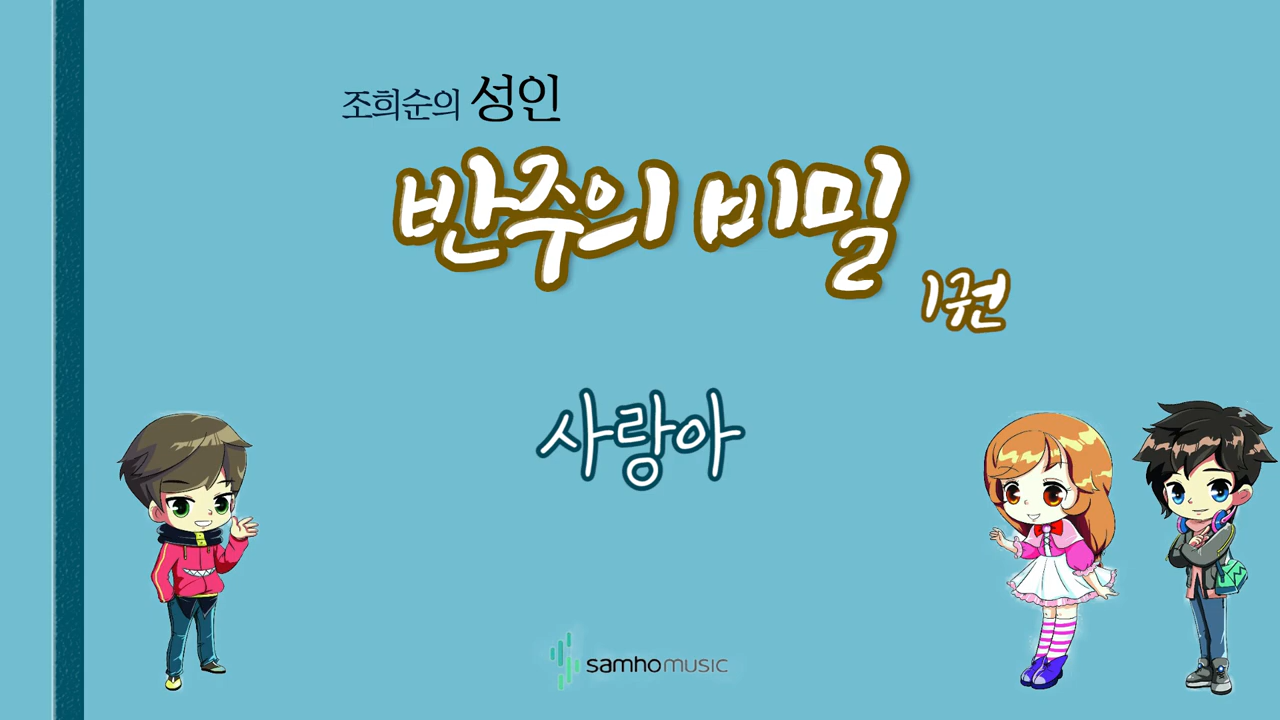 조희순의 성인
반주의 비밀
1권
사랑아
samhomusic